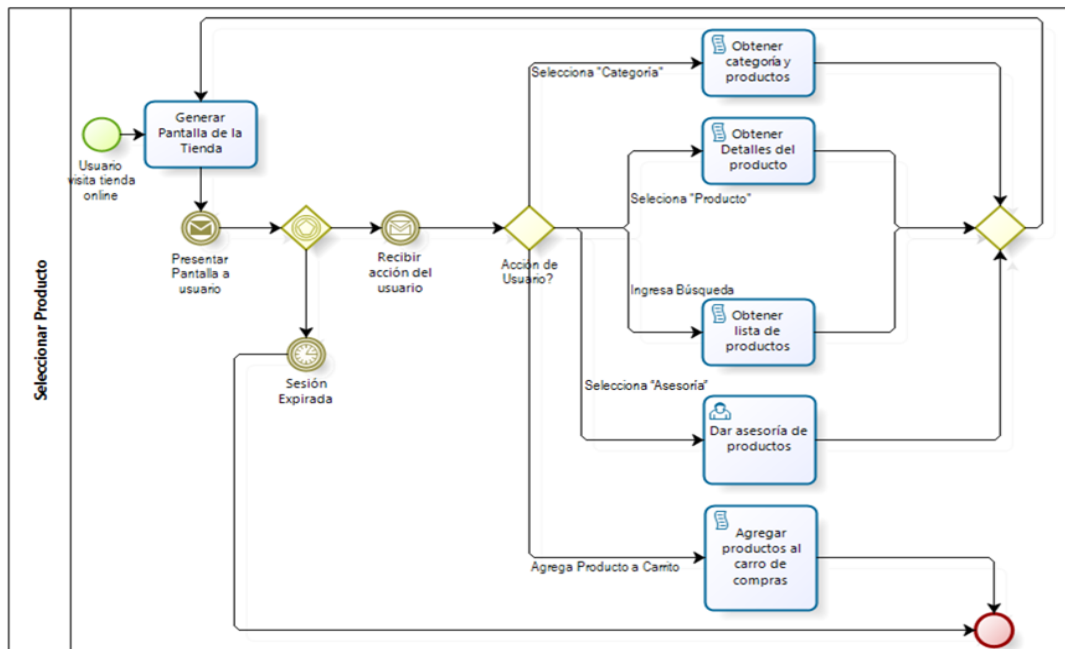 Seleccionar Producto
Usuario
visita tienda
online
Generar
Pantalla de la
Tienda
Presentar
Pantalla a
usuario
Recibir
acción del
usuario
Sesión
Expirada
Acción de
Usuario?
Selecciona "Categoría"
Obtener
categoría y
productos
Seleciona "Producto"
Obtener
Detalles del
producto
Ingresa Búsqueda
Obtener
lista de
productos
Selecciona "Asesoría"
Dar asesoría de
productos
Agrega Producto a Carrito
Agregar
productos al
carro de
compras